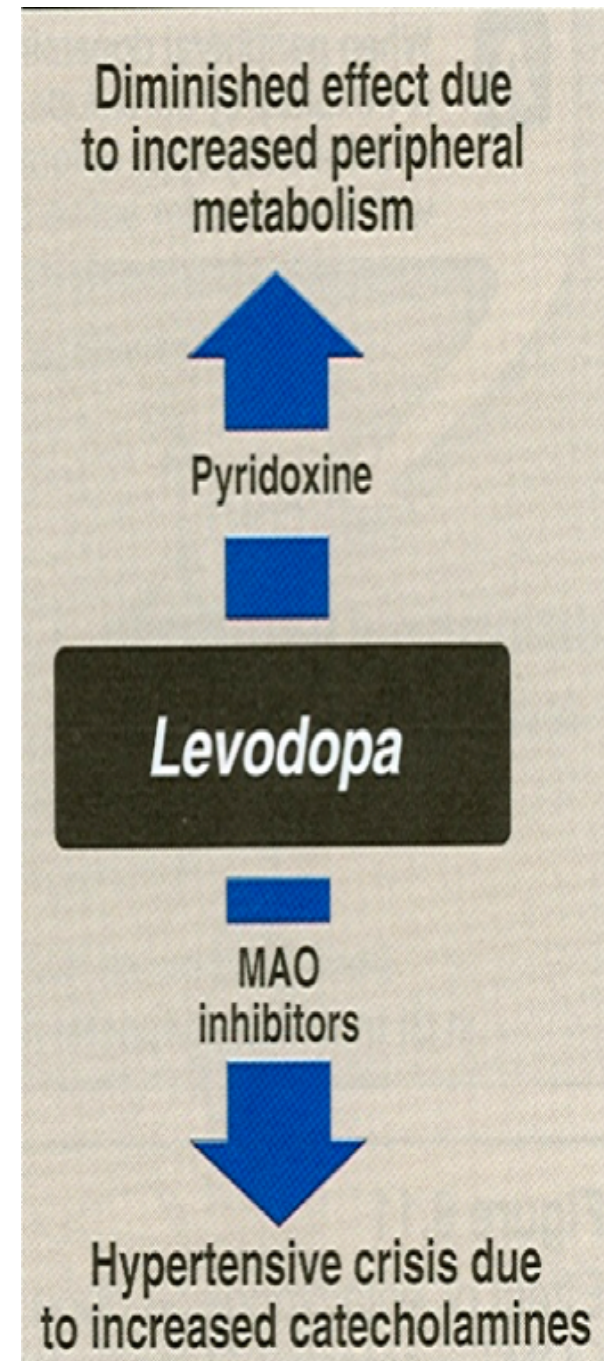 Diminished effect due
to increased peripheral
metabolism
Pyridoxine
Levodopa
MAO
inhibitors
Hypertensive crisis due
to increased catecholamines